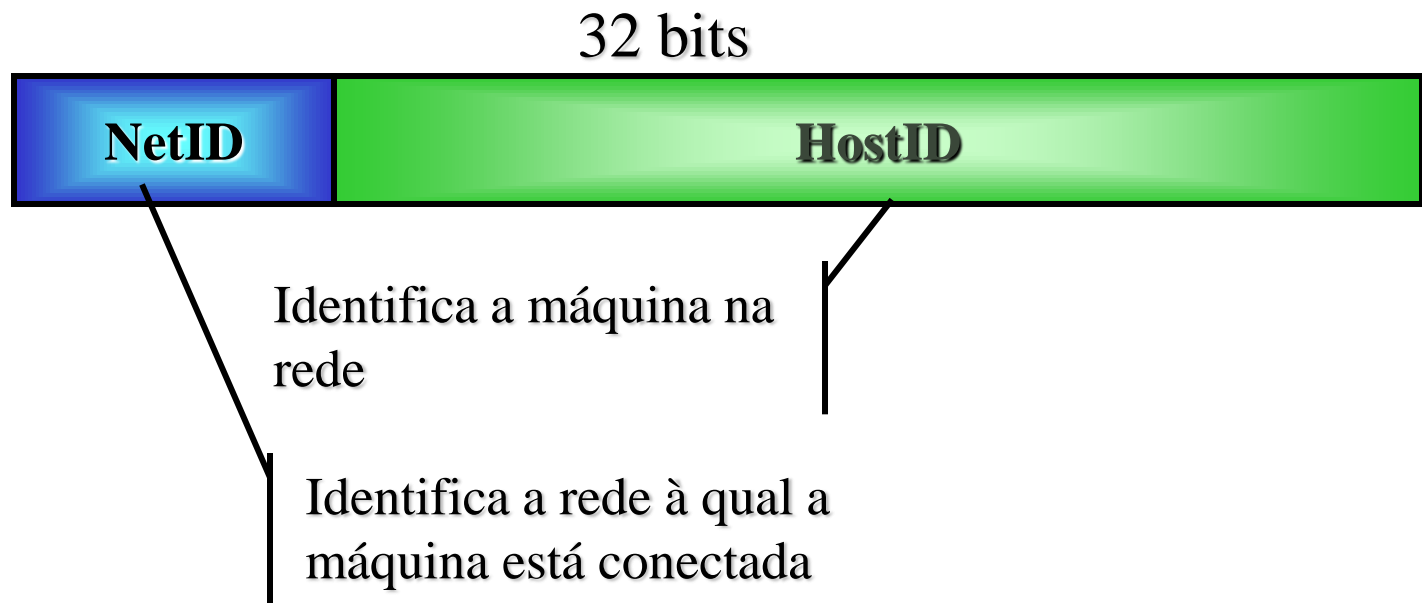 32 bits
NetID
HostID
Identifica a máquina na
rede
Identifica a rede à qual a
máquina está conectada